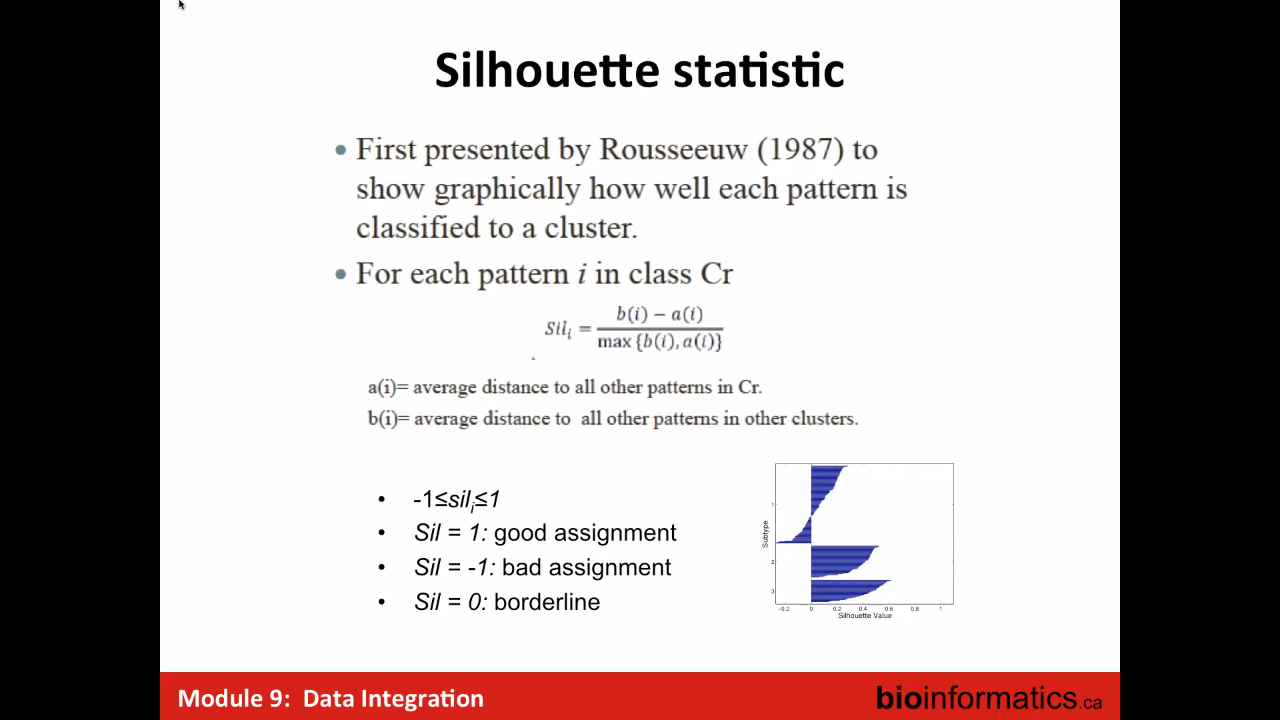 Silhouette statistic
• First presented by Rousseeuw (1987) to
show graphically how well each pattern is
classified to a cluster.
• For each pattern i in class Cr
Sil_i = b(i) − a(i) / max {b(i), a(i)}
a(i)= average distance to all other patterns in Cr.
b(i)= average distance to all other patterns in other clusters.
• -1≤sil_i≤1
• Sil = 1: good assignment
• Sil = -1: bad assignment
• Sil = 0: borderline
Subtype
1
2
3
−0.2 0 0.2 0.4 0.6 0.8 1
Silhouette Value
Module 9: Data Integration
bioinformatics.ca